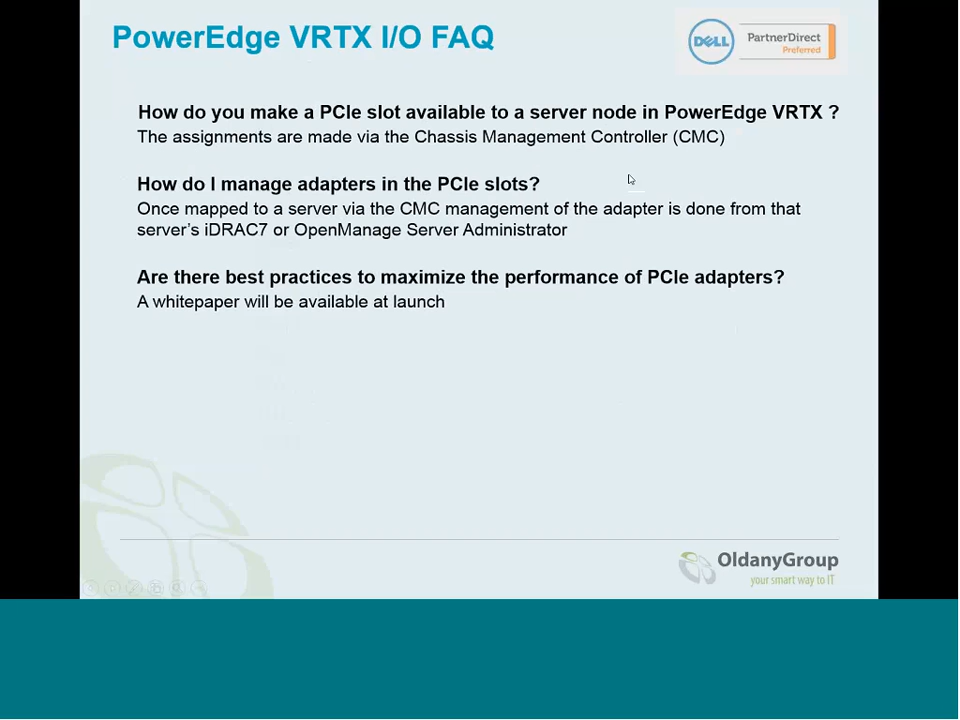 PowerEdge VRTX I/O FAQ
DELL
PartnerDirect
Preferred
How do you make a PCIe slot available to a server node in PowerEdge VRTX ?
The assignments are made via the Chassis Management Controller (CMC)
How do I manage adapters in the PCIe slots?
Once mapped to a server via the CMC management of the adapter is done from that
server's iDRAC7 or OpenManage Server Administrator
Are there best practices to maximize the performance of PCIe adapters?
A whitepaper will be available at launch
OldanyGroup
your smart way to IT